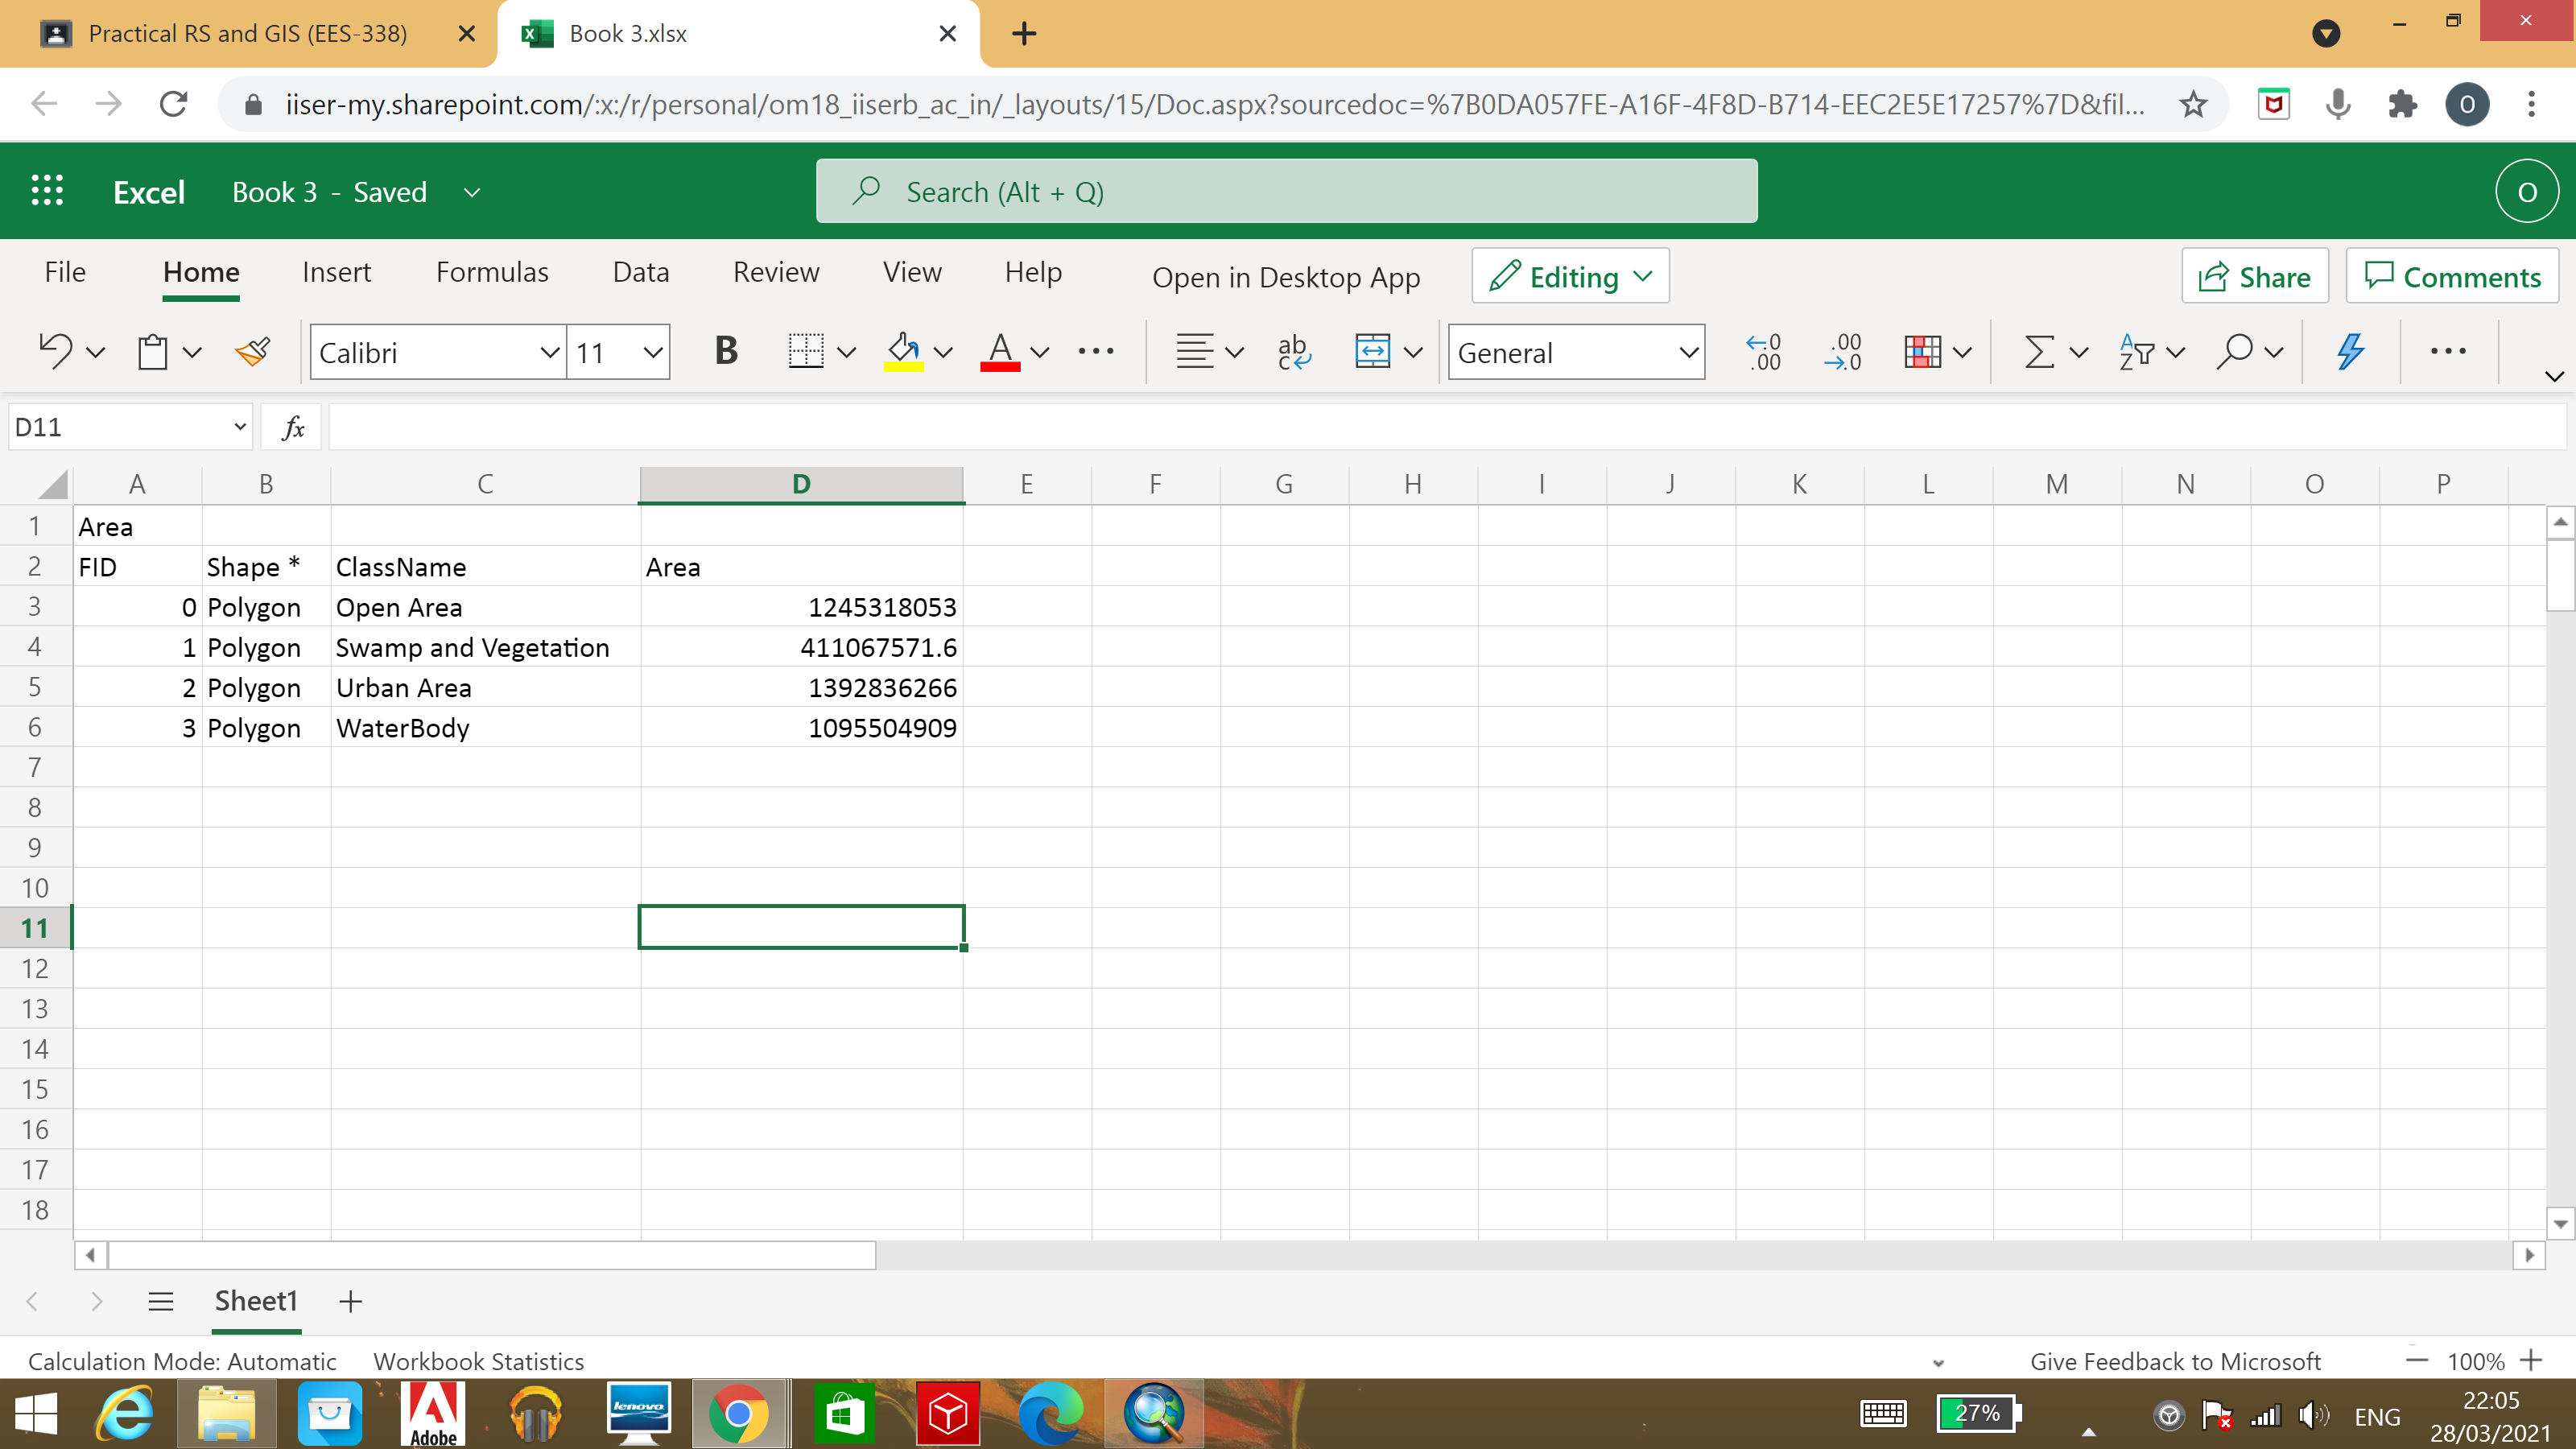 Practical RS and GIS (EES-338)
Book 3.xlsx
iiser-my.sharepoint.com/:x:/r/personal/om18_iiserb_ac_in/_layouts/15/Doc.aspx?sourcedoc=%7B0DA057FE-A16F-4F8D-B714-EEC2E5E17257%7D&fil...
O
Excel
Book 3 - Saved
Search (Alt + Q)
O
File Home Insert Formulas Data Review View Help Open in Desktop App Editing Share Comments
Calibri 11 B A ab c General .0 .00 .00 .0 A Z
D11 fx
A B C D E F G H I J K L M N O P
1 Area
2 FID Shape * ClassName Area
3 0 Polygon Open Area 1245318053
4 1 Polygon Swamp and Vegetation 411067571.6
5 2 Polygon Urban Area 1392836266
6 3 Polygon WaterBody 1095504909
7
8
9
10
11
12
13
14
15
16
17
18
Sheet1
Calculation Mode: Automatic Workbook Statistics Give Feedback to Microsoft 100%
Adobe
lenovo
27%
ENG
22:05
28/03/2021